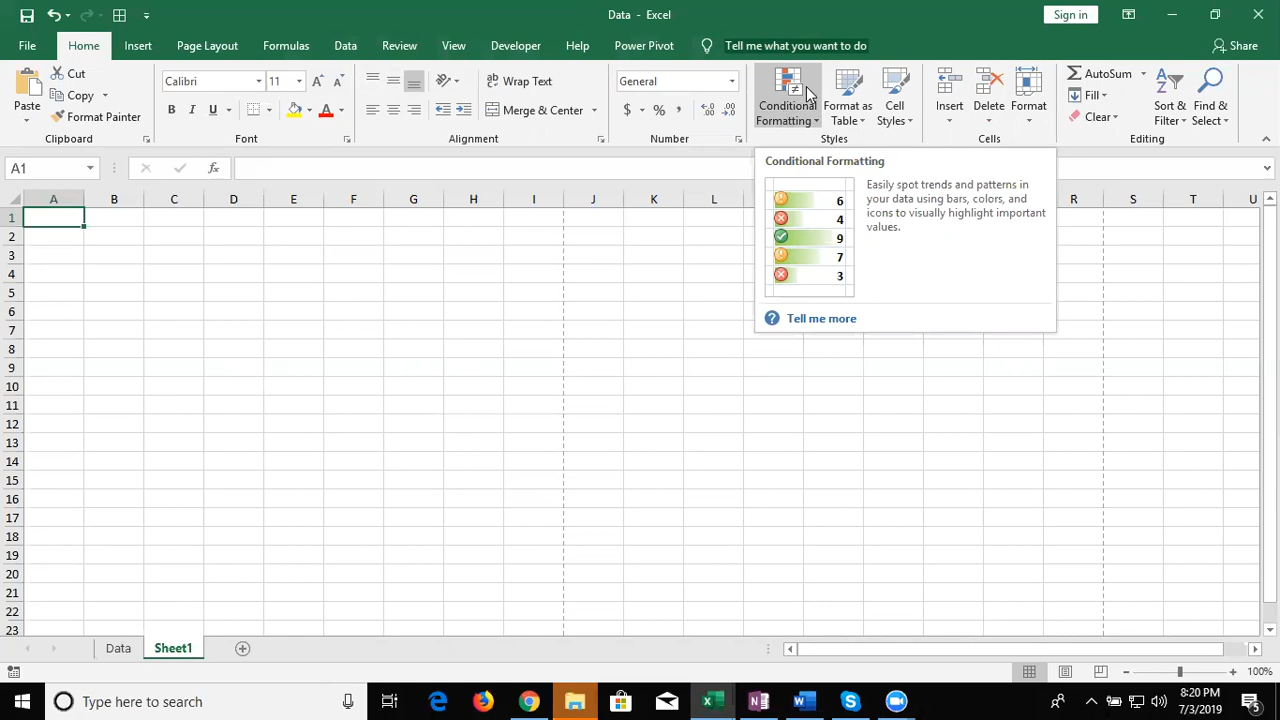 Data - Excel
Sign in
File Home Insert Page Layout Formulas Data Review View Developer Help Power Pivot Tell me what you want to do Share
Paste
Cut
Copy
Format Painter
Clipboard
Calibri 11
B I U
Font
Wrap Text
Merge & Center
Alignment
General
$ % ,
Number
Conditional Formatting
Format as Table
Cell Styles
Styles
Insert
Delete
Format
Cells
AutoSum
Fill
Clear
Sort & Filter
Find & Select
Editing
A1
fx
Conditional Formatting
6
4
9
7
3
Easily spot trends and patterns in
your data using bars, colors, and
icons to visually highlight important
values.
Tell me more
A B C D E F G H I J K L R S T U
1
2
3
4
5
6
7
8
9
10
11
12
13
14
15
16
17
18
19
20
21
22
23
Data Sheet1
100%
Type here to search
8:20 PM
7/3/2019
5